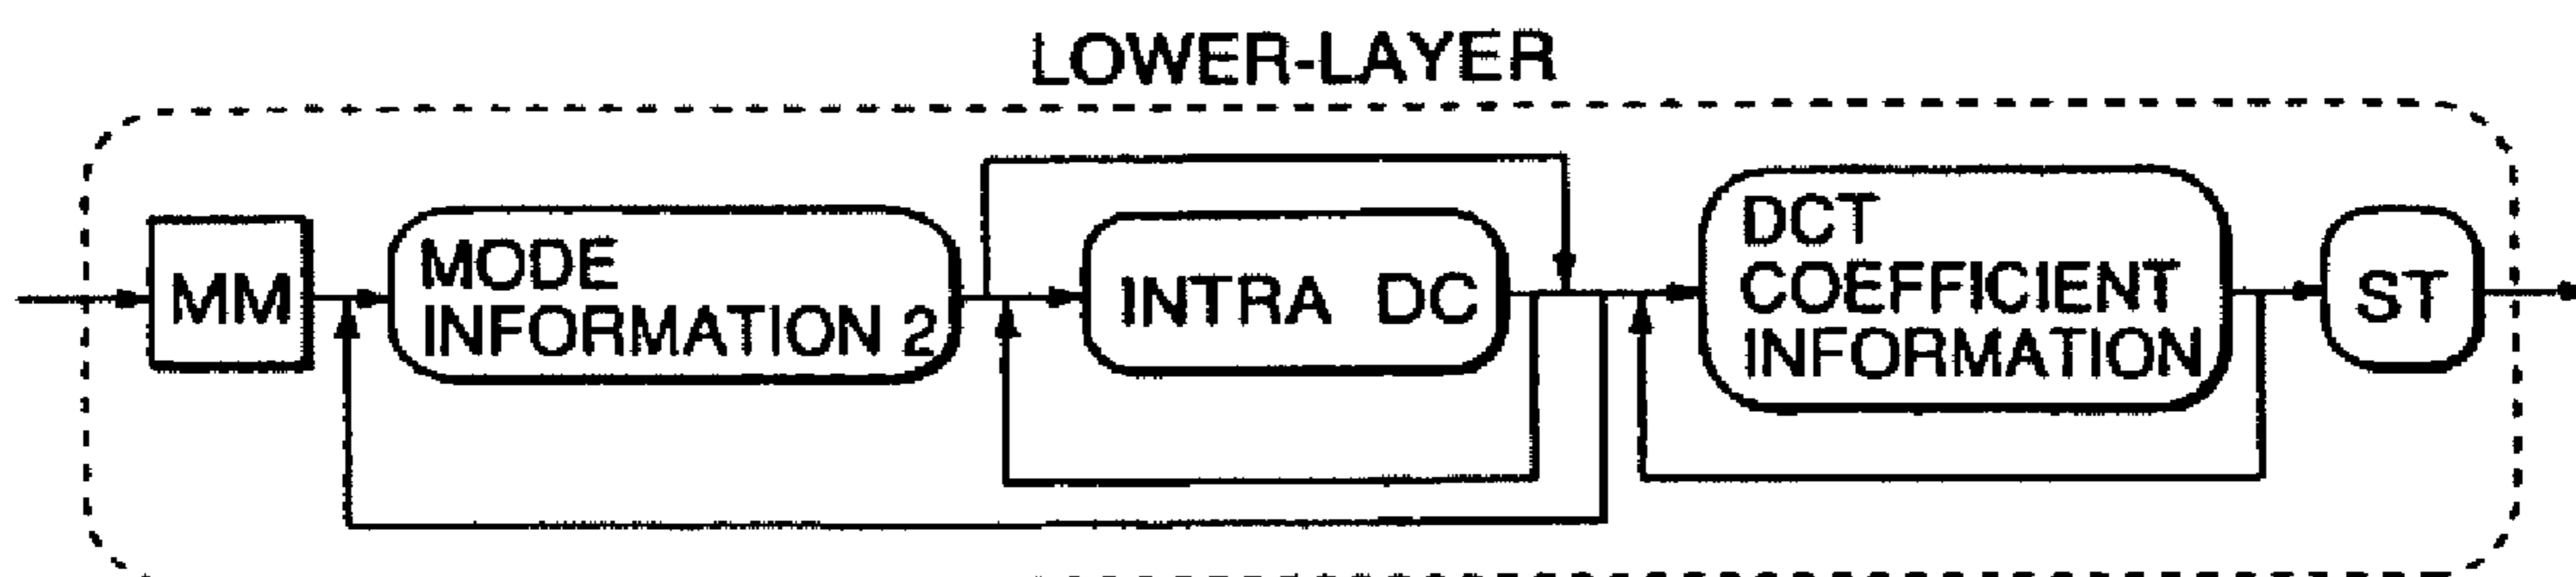 LOWER-LAYER
MM
MODE
INFORMATION 2
INTRA DC
DCT
COEFFICIENT
INFORMATION
ST